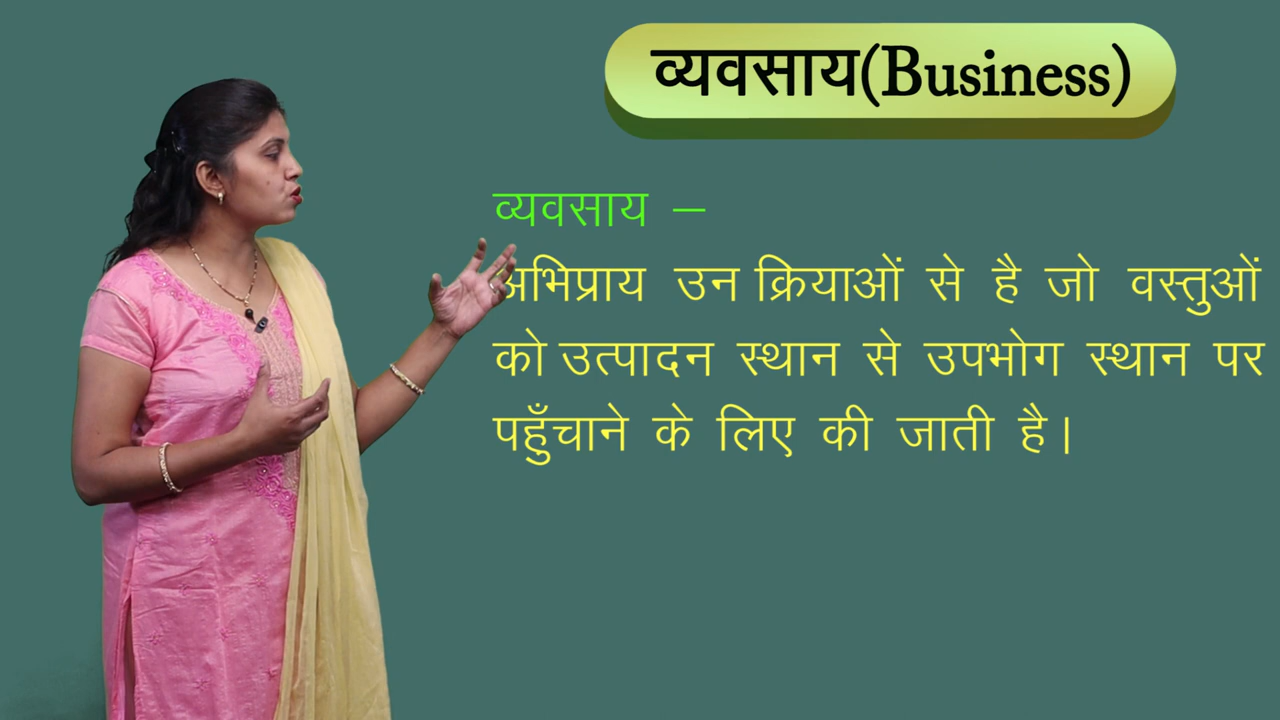 व्यवसाय(Business)
व्यवसाय –
अभिप्राय उन क्रियाओं से है जो वस्तुओं
को उत्पादन स्थान से उपभोग स्थान पर
पहुँचाने के लिए की जाती है।